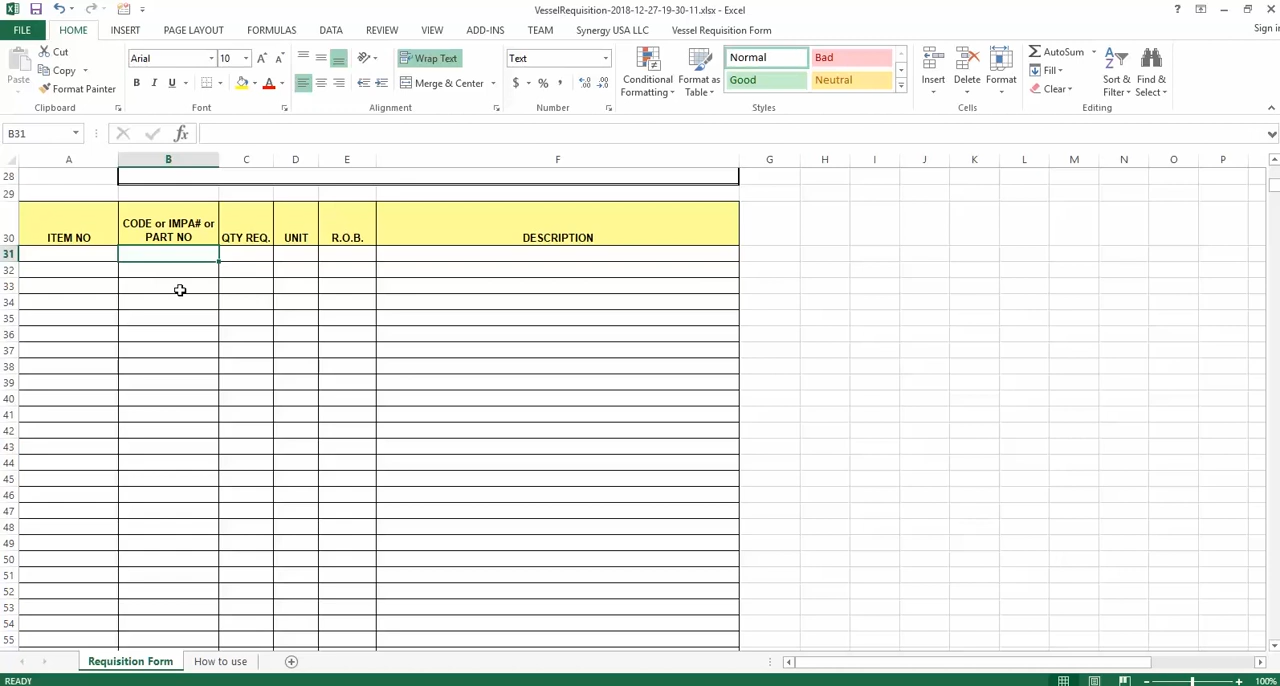 VesselRequisition-2018-12-27-19-30-11.xlsx - Excel
FILE HOME INSERT PAGE LAYOUT FORMULAS DATA REVIEW VIEW ADD-INS TEAM Synergy USA LLC Vessel Requisition Form Sign
Cut
Copy
Format Painter
Paste
Clipboard
Arial 10
B I U
Font
Wrap Text
Merge & Center
Alignment
Text
$ % ,
Number
Conditional Formatting
Format as Table
Normal Bad
Good Neutral
Styles
Insert Delete Format
Cells
AutoSum
Fill
Clear
Sort & Filter
Find & Select
Editing
B31 fx
A B C D E F G H I J K L M N O P
28
29
30 ITEM NO CODE or IMPA# or PART NO QTY REQ. UNIT R.O.B. DESCRIPTION
31
32
33
34
35
36
37
38
39
40
41
42
43
44
45
46
47
48
49
50
51
52
53
54
55
Requisition Form How to use
READY 100%